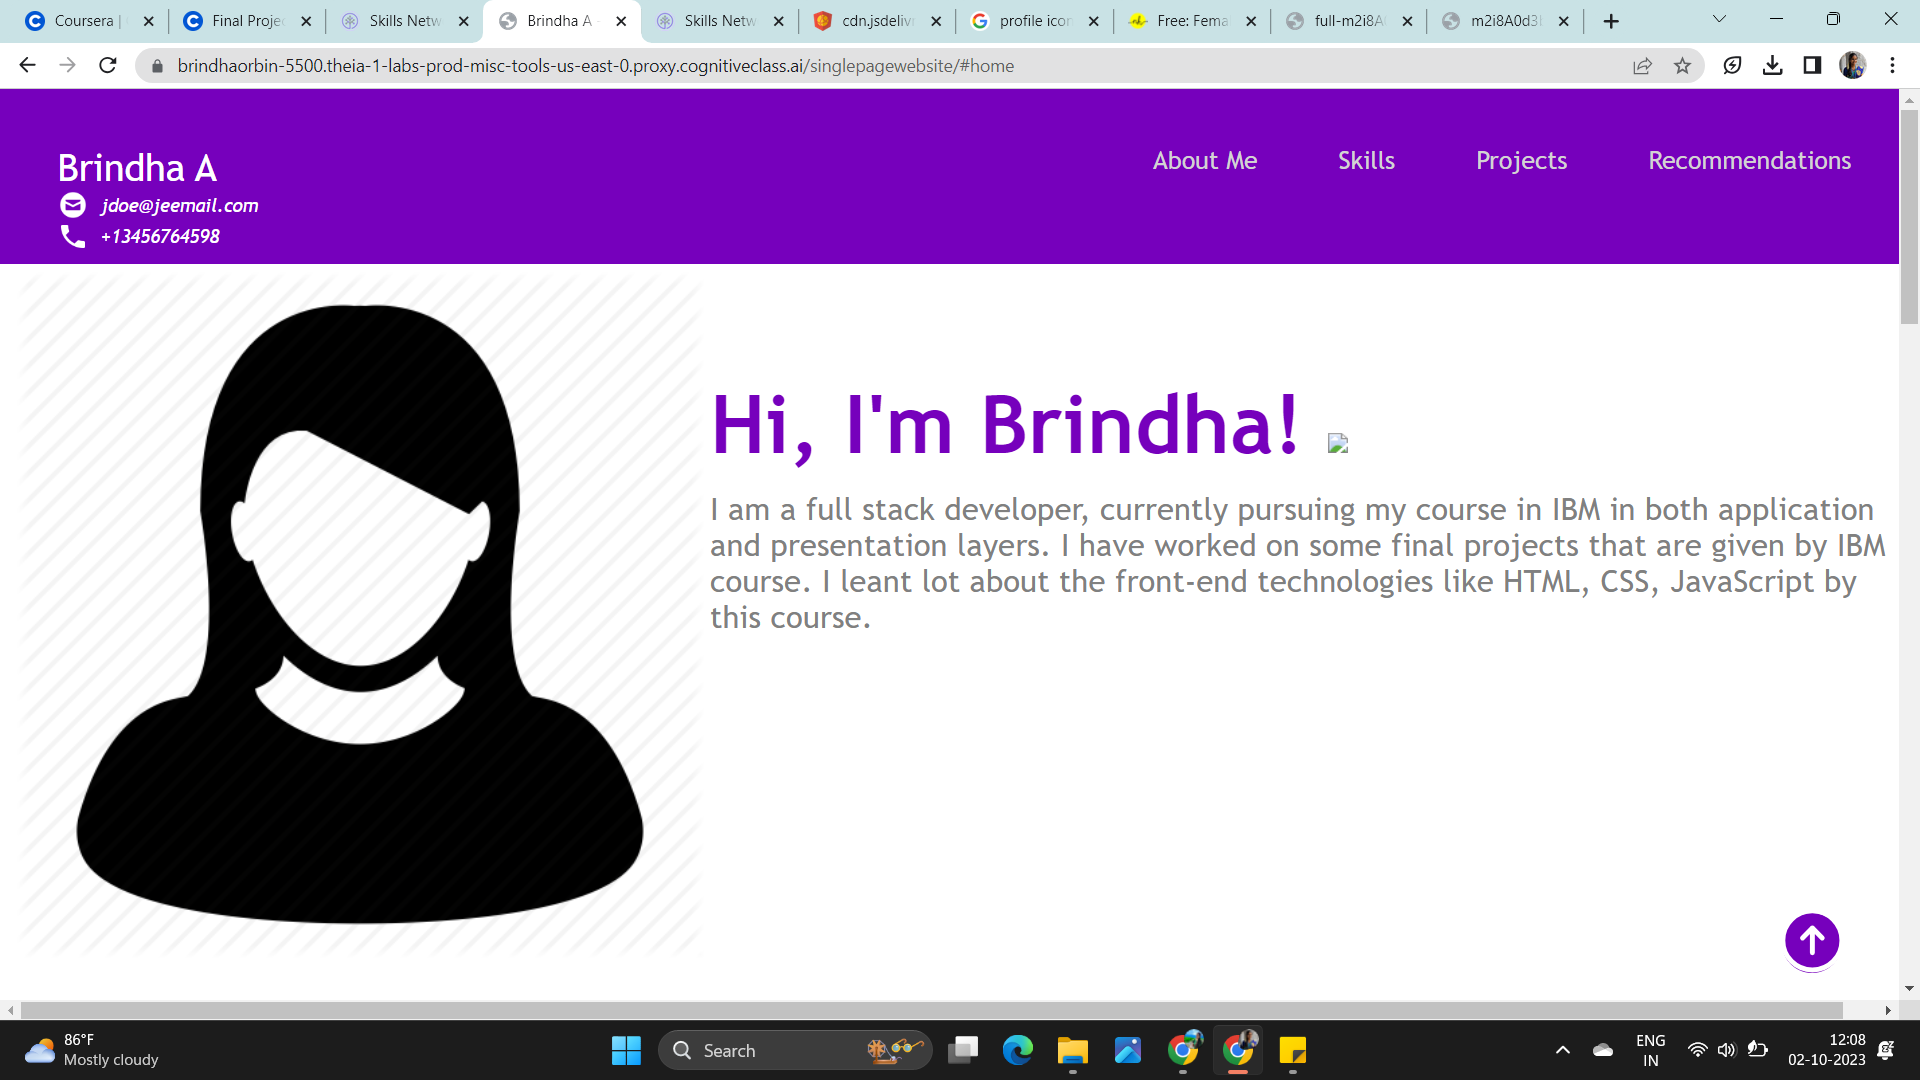 Coursera |
Final Projec
Skills Netw
Brindha A -
Skills Netw
cdn.jsdelivr
profile icon
Free: Fema
full-m2i8A0
m2i8A0d3b
brindhaorbin-5500.theia-1-labs-prod-misc-tools-us-east-0.proxy.cognitiveclass.ai/singlepagewebsite/#home
Brindha A
jdoe@jeemail.com
+13456764598
About Me
Skills
Projects
Recommendations
Hi, I'm Brindha!
I am a full stack developer, currently pursuing my course in IBM in both application
and presentation layers. I have worked on some final projects that are given by IBM
course. I leant lot about the front-end technologies like HTML, CSS, JavaScript by
this course.
86°F
Mostly cloudy
Search
ENG
IN
12:08
02-10-2023